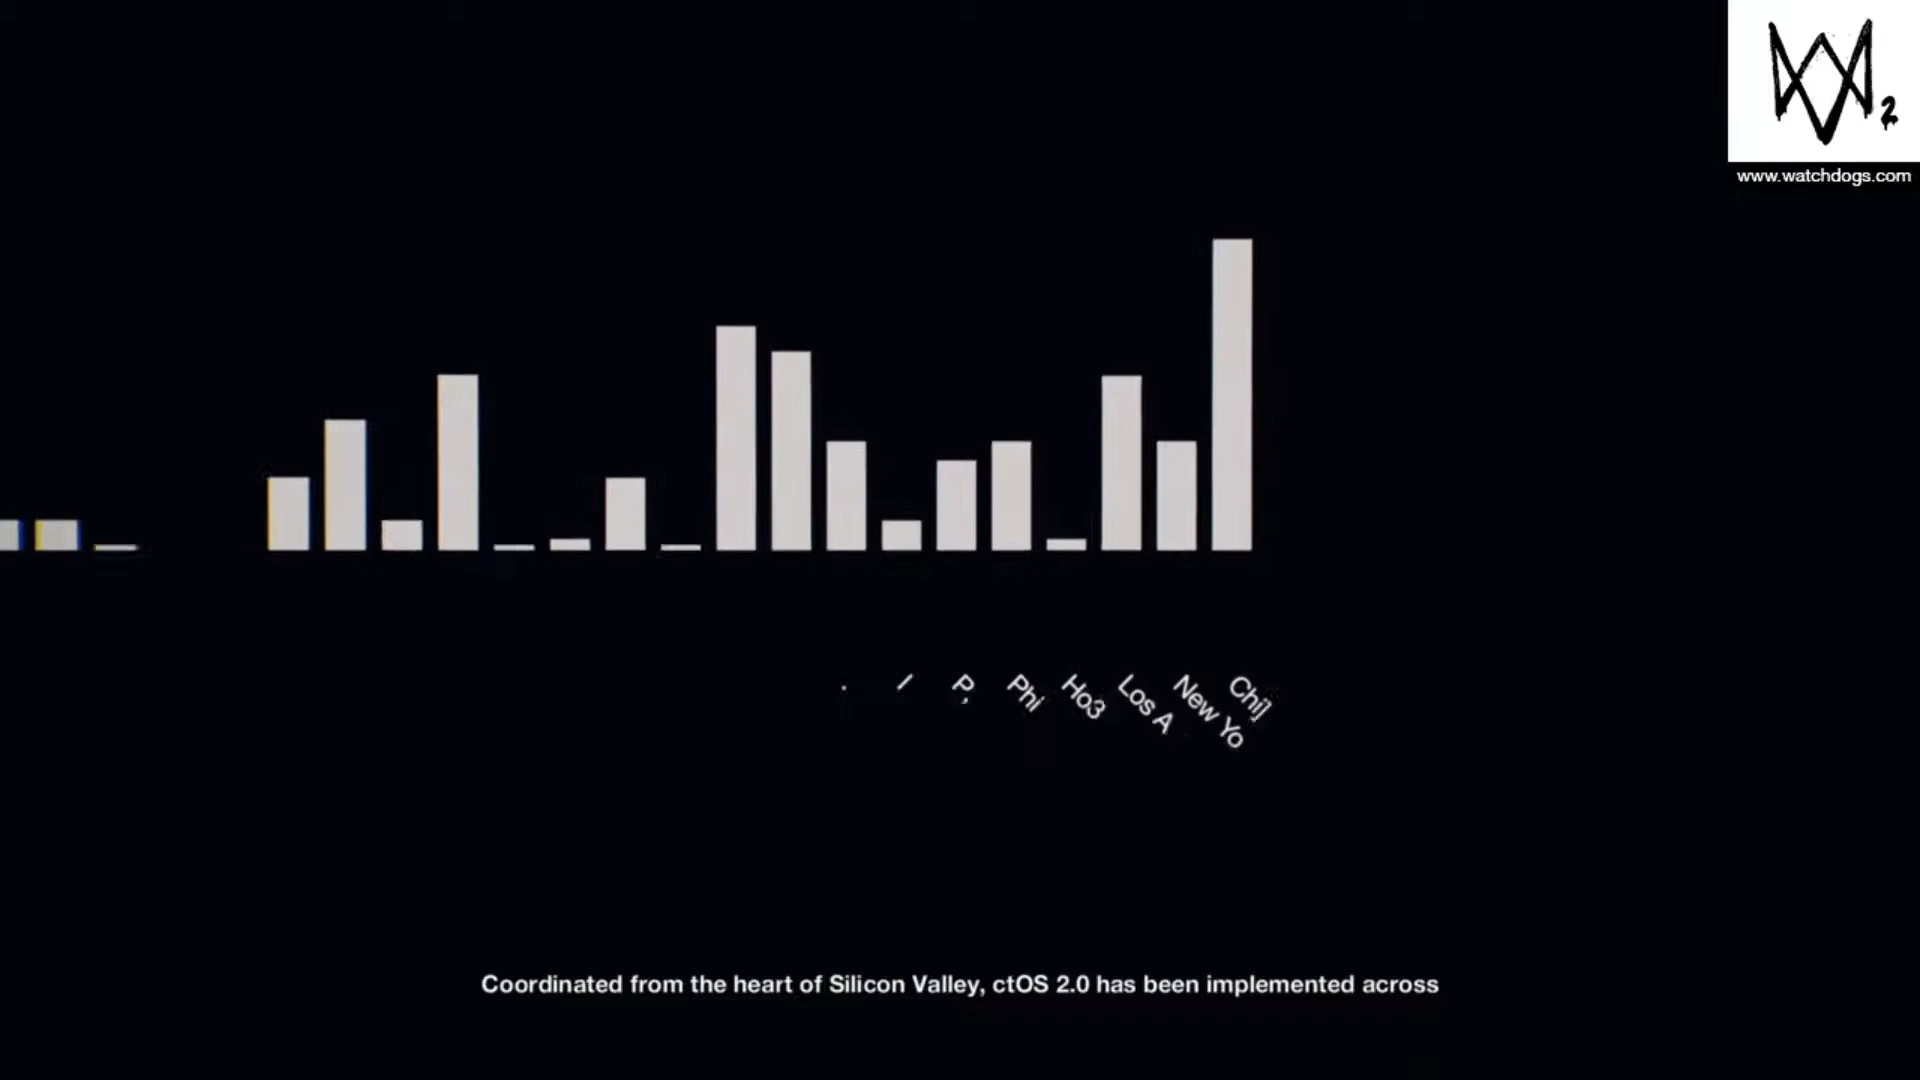 2
www.watchdogs.com
P,
Phi
Ho3
Los A
New Yo
Chi]
Coordinated from the heart of Silicon Valley, ctOS 2.0 has been implemented across